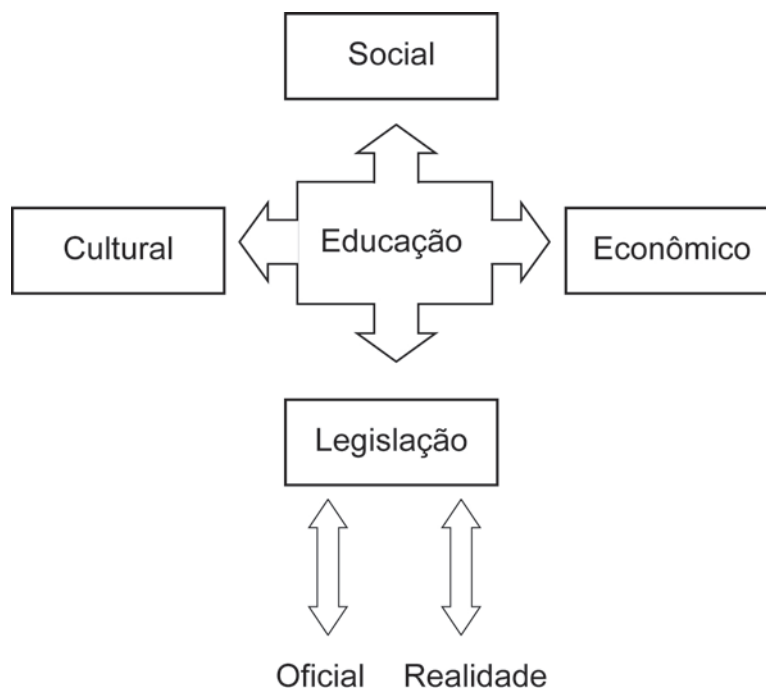 Social
Cultural
Educação
Econômico
Legislação
Oficial
Realidade